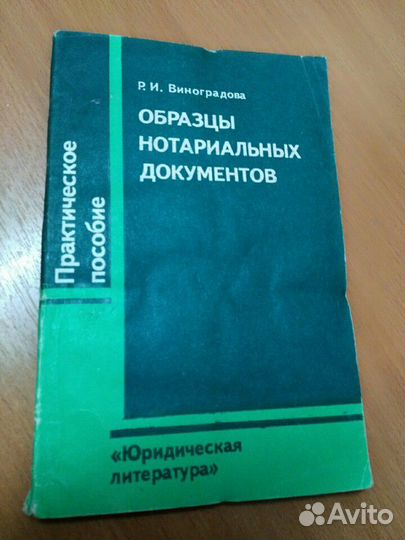 Р. И. Виноградова
ОБРАЗЦЫ
НОТАРИАЛЬНЫХ
ДОКУМЕНТОВ
Практическое
пособие
«Юридическая
литература»
Avito